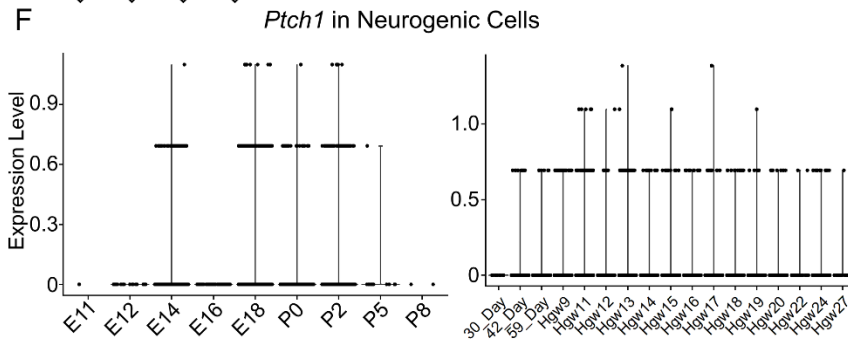 F
Ptch1 in Neurogenic Cells
Expression Level
0.9
0.6
0.3
0
E11 E12 E14 E16 E18 P0 P2 P5 P8
1.0
0.5
0
30_Day 42_Day 59_Day Hgw9 Hgw11 Hgw12 Hgw13 Hgw14 Hgw15 Hgw16 Hgw17 Hgw18 Hgw19 Hgw20 Hgw22 Hgw24 Hgw27